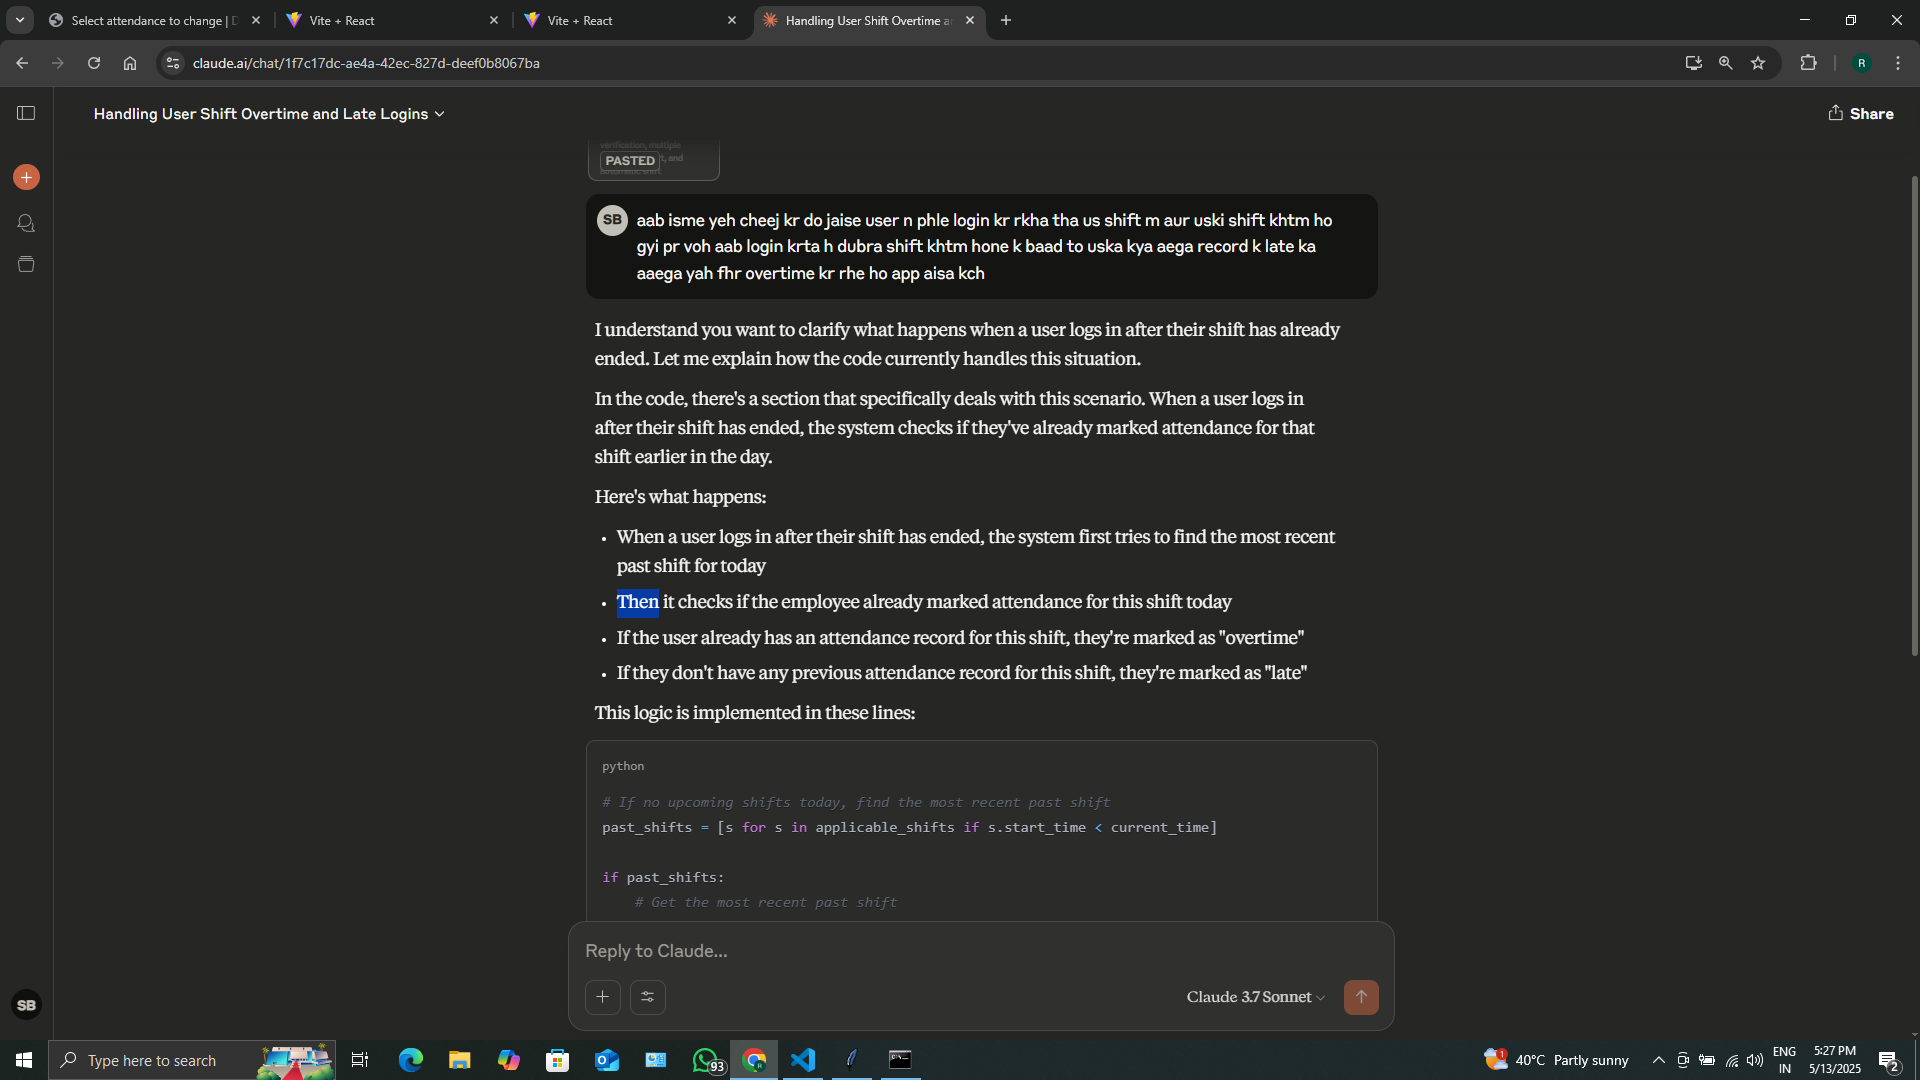 Select attendance to change | D
Vite + React
Vite + React
Handling User Shift Overtime a
claude.ai/chat/1f7c17dc-ae4a-42ec-827d-deef0b8067ba
R
Handling User Shift Overtime and Late Logins
Share
verification, multiple
PASTED
t, and
SB
aab isme yeh cheej kr do jaise user n phle login kr rkha tha us shift m aur uski shift khtm ho
gyi pr voh aab login krta h dubra shift khtm hone k baad to uska kya aega record k late ka
aaega yah fhr overtime kr rhe ho app aisa kch
I understand you want to clarify what happens when a user logs in after their shift has already
ended. Let me explain how the code currently handles this situation.
In the code, there's a section that specifically deals with this scenario. When a user logs in
after their shift has ended, the system checks if they've already marked attendance for that
shift earlier in the day.
Here's what happens:
• When a user logs in after their shift has ended, the system first tries to find the most recent
past shift for today
• Then it checks if the employee already marked attendance for this shift today
• If the user already has an attendance record for this shift, they're marked as "overtime"
• If they don't have any previous attendance record for this shift, they're marked as "late"
This logic is implemented in these lines:
python
# If no upcoming shifts today, find the most recent past shift
past_shifts = [s for s in applicable_shifts if s.start_time < current_time]
if past_shifts:
# Get the most recent past shift
Reply to Claude...
Claude 3.7 Sonnet
SB
Type here to search
93
1
40°C Partly sunny
ENG
IN
5:27 PM
5/13/2025
2